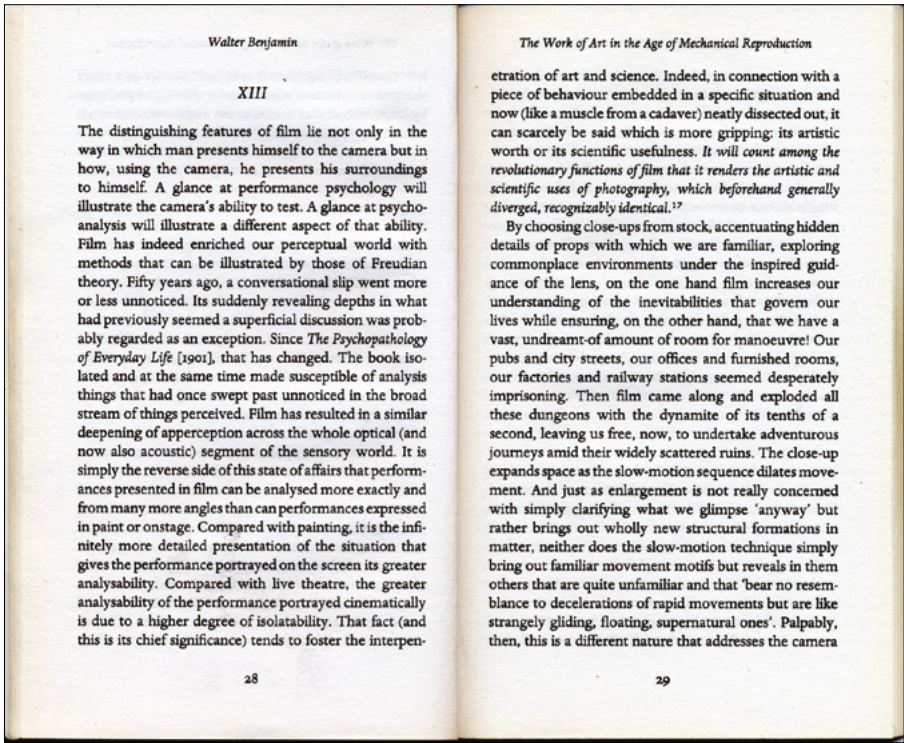 Walter Benjamin
XIII
The distinguishing features of film lie not only in the
way in which man presents himself to the camera but in
how, using the camera, he presents his surroundings
to himself. A glance at performance psychology will
illustrate the camera's ability to test. A glance at psycho-
analysis will illustrate a different aspect of that ability.
Film has indeed enriched our perceptual world with
methods that can be illustrated by those of Freudian
theory. Fifty years ago, a conversational slip went more
or less unnoticed. Its suddenly revealing depths in what
had previously seemed a superficial discussion was prob-
ably regarded as an exception. Since The Psychopathology
of Everyday Life [1901], that has changed. The book iso-
lated and at the same time made susceptible of analysis
things that had once swept past unnoticed in the broad
stream of things perceived. Film has resulted in a similar
deepening of apperception across the whole optical (and
now also acoustic) segment of the sensory world. It is
simply the reverse side of this state of affairs that perform-
ances presented in film can be analysed more exactly and
from many more angles than can performances expressed
in paint or onstage. Compared with painting, it is the infi-
nitely more detailed presentation of the situation that
gives the performance portrayed on the screen its greater
analysability. Compared with live theatre, the greater
analysability of the performance portrayed cinematically
is due to a higher degree of isolatability. That fact (and
this is its chief significance) tends to foster the interpen-
28
The Work of Art in the Age of Mechanical Reproduction
etration of art and science. Indeed, in connection with a
piece of behaviour embedded in a specific situation and
now (like a muscle from a cadaver) neatly dissected out, it
can scarcely be said which is more gripping: its artistic
worth or its scientific usefulness. It will count among the
revolutionary functions of film that it renders the artistic and
scientific uses of photography, which beforehand generally
diverged, recognizably identical.¹⁷
By choosing close-ups from stock, accentuating hidden
details of props with which we are familiar, exploring
commonplace environments under the inspired guid-
ance of the lens, on the one hand film increases our
understanding of the inevitabilities that govern our
lives while ensuring, on the other hand, that we have a
vast, undreamt-of amount of room for manoeuvre! Our
pubs and city streets, our offices and furnished rooms,
our factories and railway stations seemed desperately
imprisoning. Then film came along and exploded all
these dungeons with the dynamite of its tenths of a
second, leaving us free, now, to undertake adventurous
journeys amid their widely scattered ruins. The close-up
expands space as the slow-motion sequence dilates move-
ment. And just as enlargement is not really concerned
with simply clarifying what we glimpse 'anyway' but
rather brings out wholly new structural formations in
matter, neither does the slow-motion technique simply
bring out familiar movement motifs but reveals in them
others that are quite unfamiliar and that 'bear no resem-
blance to decelerations of rapid movements but are like
strangely gliding, floating, supernatural ones'. Palpably,
then, this is a different nature that addresses the camera
29